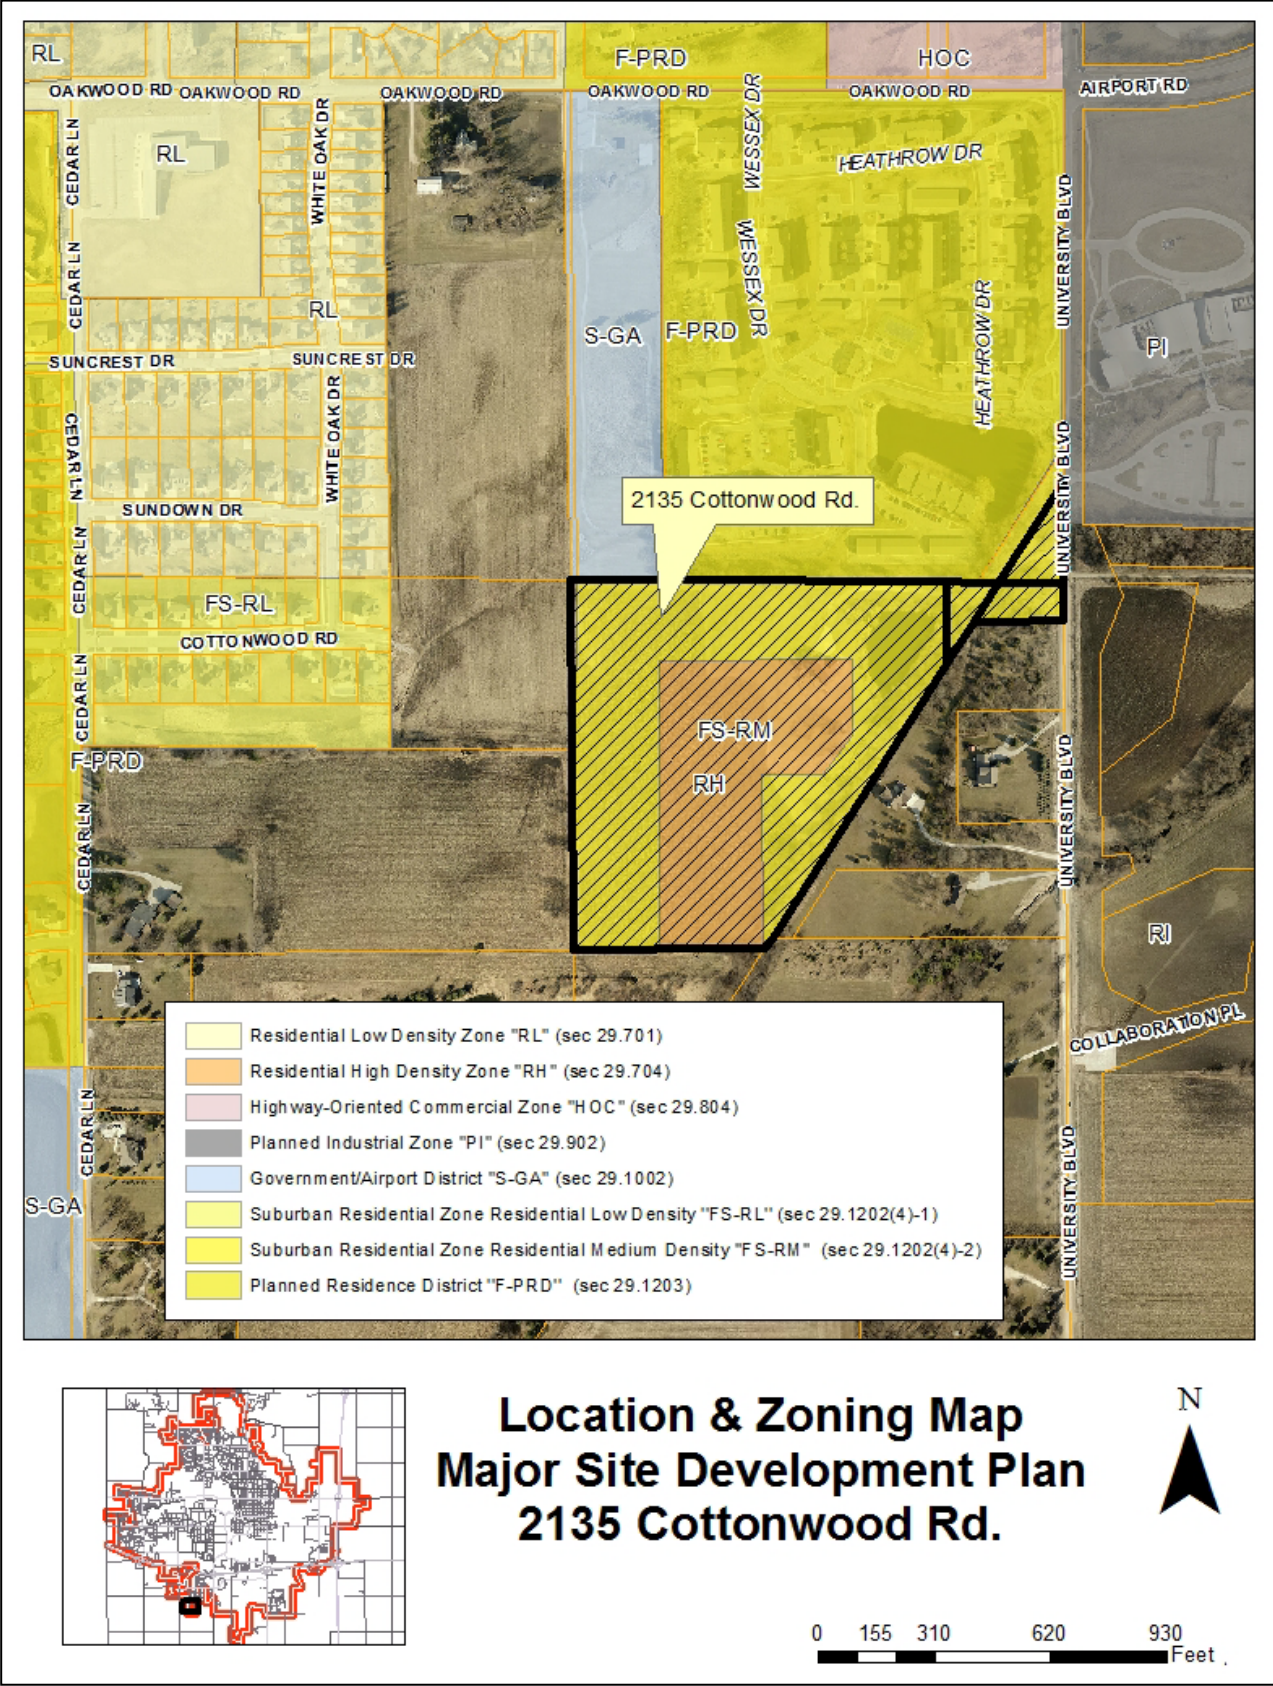 RL
F-PRD
HOC
OAKWOOD RD
OAKWOOD RD
OAKWOOD RD
OAKWOOD RD
OAKWOOD RD
AIRPORT RD
CEDAR LN
RL
WHITE OAK DR
WESSEX DR
HEATHROW DR
UNIVERSITY BLVD
CEDAR LN
WESSEX DR
RL
S-GA
F-PRD
HEATHROW DR
PI
SUNCREST DR
SUNCREST DR
CEDAR LN
WHITE OAK DR
UNIVERSITY BLVD
SUNDOWN DR
2135 Cottonwood Rd.
CEDAR LN
FS-RL
COTTONWOOD RD
CEDAR LN
F-PRD
FS-RM
RH
UNIVERSITY BLVD
CEDAR LN
RI
COLLABORATION PL
CEDAR LN
S-GA
UNIVERSITY BLVD
Residential Low Density Zone "RL" (sec 29.701)
Residential High Density Zone "RH" (sec 29.704)
Highway-Oriented Commercial Zone "HOC" (sec 29.804)
Planned Industrial Zone "PI" (sec 29.902)
Government/Airport District "S-GA" (sec 29.1002)
Suburban Residential Zone Residential Low Density "FS-RL" (sec 29.1202(4)-1)
Suburban Residential Zone Residential Medium Density "FS-RM" (sec 29.1202(4)-2)
Planned Residence District "F-PRD" (sec 29.1203)
Location & Zoning Map
Major Site Development Plan
2135 Cottonwood Rd.
N
0 155 310 620 930
Feet